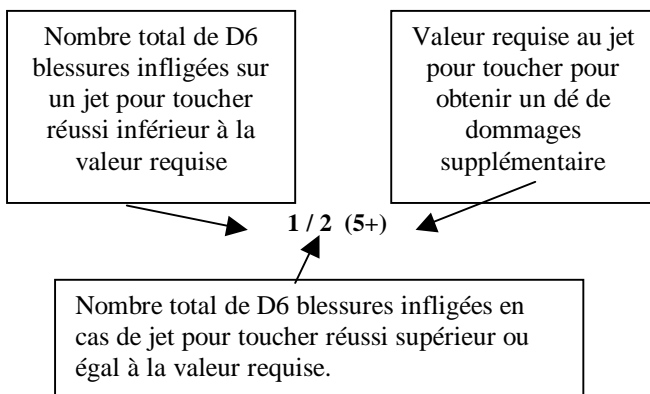 Nombre total de D6
blessures infligées sur
un jet pour toucher
réussi inférieur à la
valeur requise
Valeur requise au jet
pour toucher pour
obtenir un dé de
dommages
supplémentaire
1 / 2 (5+)
Nombre total de D6 blessures infligées en
cas de jet pour toucher réussi supérieur ou
égal à la valeur requise.